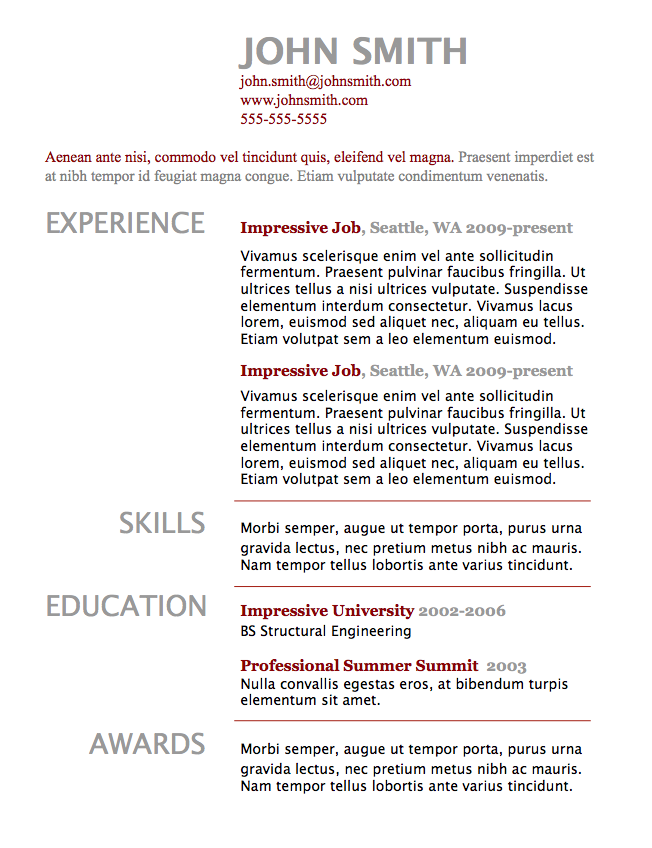 JOHN SMITH
john.smith@johnsmith.com
www.johnsmith.com
555-555-5555
Aenean ante nisi, commodo vel tincidunt quis, eleifend vel magna. Praesent imperdiet est
at nibh tempor id feugiat magna congue. Etiam vulputate condimentum venenatis.
EXPERIENCE
Impressive Job, Seattle, WA 2009-present
Vivamus scelerisque enim vel ante sollicitudin
fermentum. Praesent pulvinar faucibus fringilla. Ut
ultrices tellus a nisi ultrices vulputate. Suspendisse
elementum interdum consectetur. Vivamus lacus
lorem, euismod sed aliquet nec, aliquam eu tellus.
Etiam volutpat sem a leo elementum euismod.
Impressive Job, Seattle, WA 2009-present
Vivamus scelerisque enim vel ante sollicitudin
fermentum. Praesent pulvinar faucibus fringilla. Ut
ultrices tellus a nisi ultrices vulputate. Suspendisse
elementum interdum consectetur. Vivamus lacus
lorem, euismod sed aliquet nec, aliquam eu tellus.
Etiam volutpat sem a leo elementum euismod.
SKILLS
Morbi semper, augue ut tempor porta, purus urna
gravida lectus, nec pretium metus nibh ac mauris.
Nam tempor tellus lobortis ante varius tincidunt.
EDUCATION
Impressive University 2002-2006
BS Structural Engineering
Professional Summer Summit 2003
Nulla convallis egestas eros, at bibendum turpis
elementum sit amet.
AWARDS
Morbi semper, augue ut tempor porta, purus urna
gravida lectus, nec pretium metus nibh ac mauris.
Nam tempor tellus lobortis ante varius tincidunt.